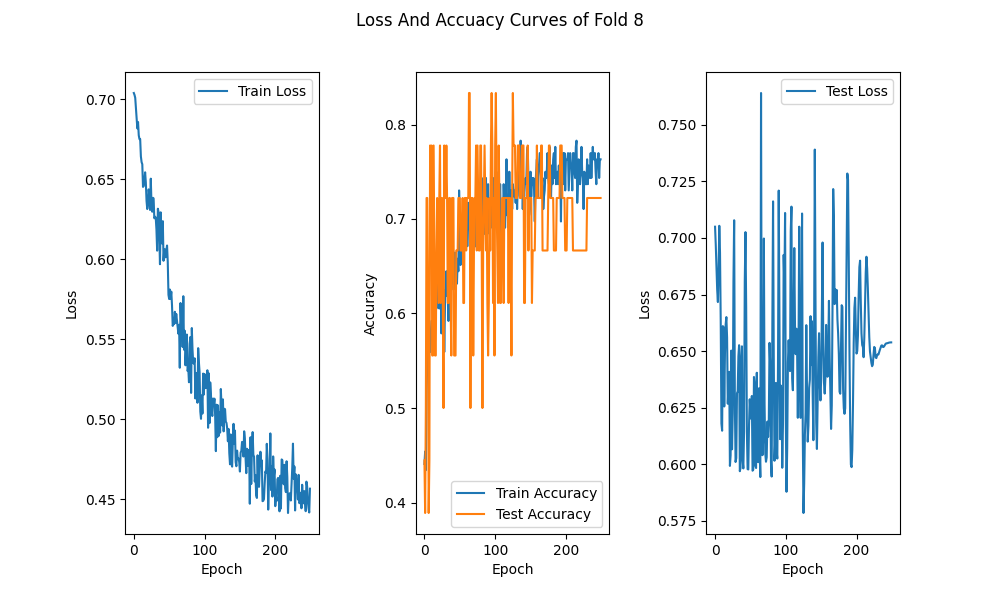 Loss And Accuacy Curves of Fold 8
Loss
0.70
0.65
0.60
0.55
0.50
0.45
Train Loss
0 100 200
Epoch
Accuracy
0.8
0.7
0.6
0.5
0.4
Train Accuracy
Test Accuracy
0 100 200
Epoch
Loss
0.750
0.725
0.700
0.675
0.650
0.625
0.600
0.575
Test Loss
0 100 200
Epoch